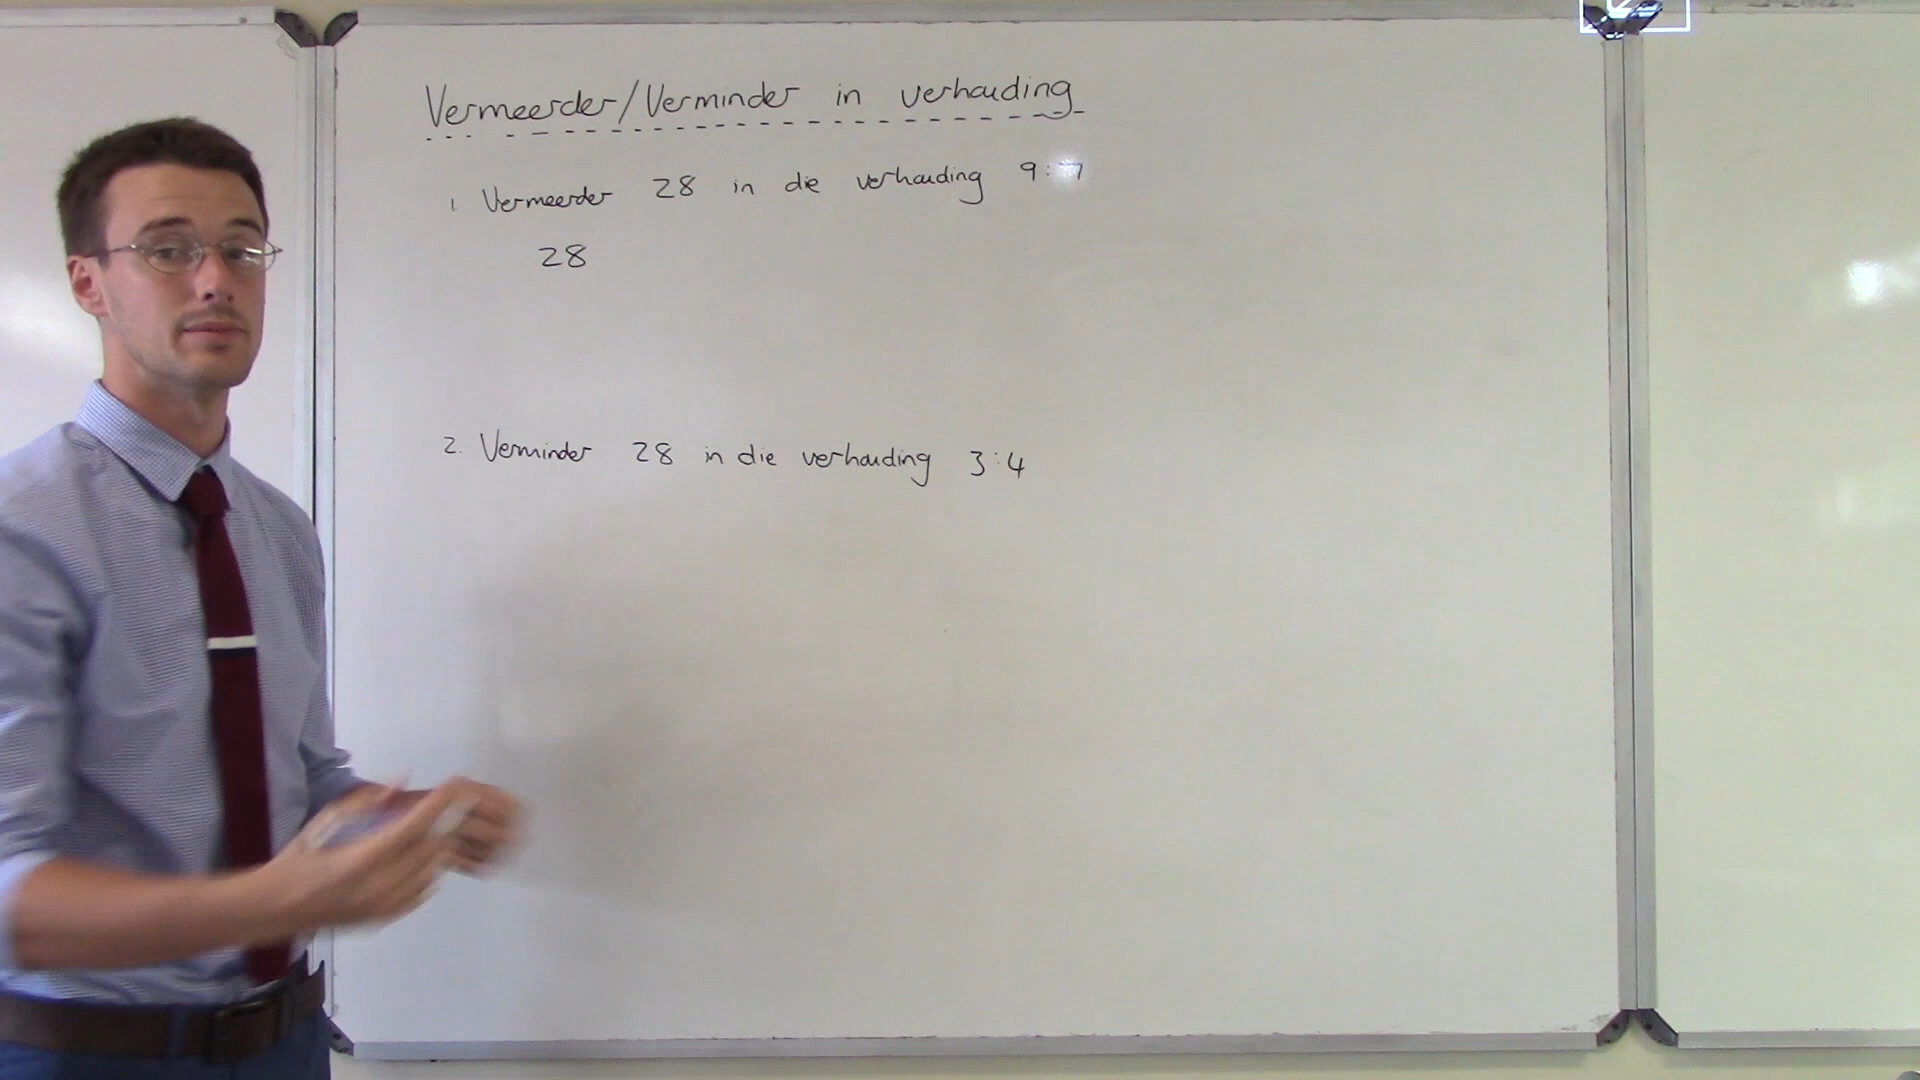 Vermeerder/Verminder in verhouding
1. Vermeerder 28 in die verhouding 9:7
28
2. Verminder 28 in die verhouding 3:4